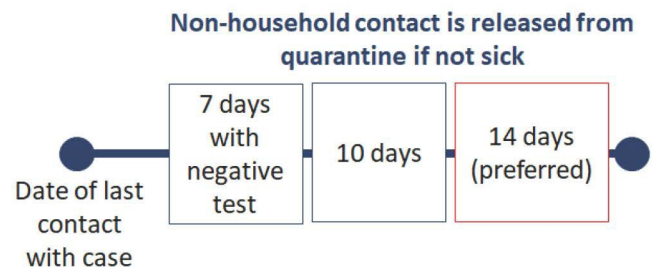 Non-household contact is released from
quarantine if not sick
7 days
with
negative
test
10 days
14 days
(preferred)
Date of last
contact
with case